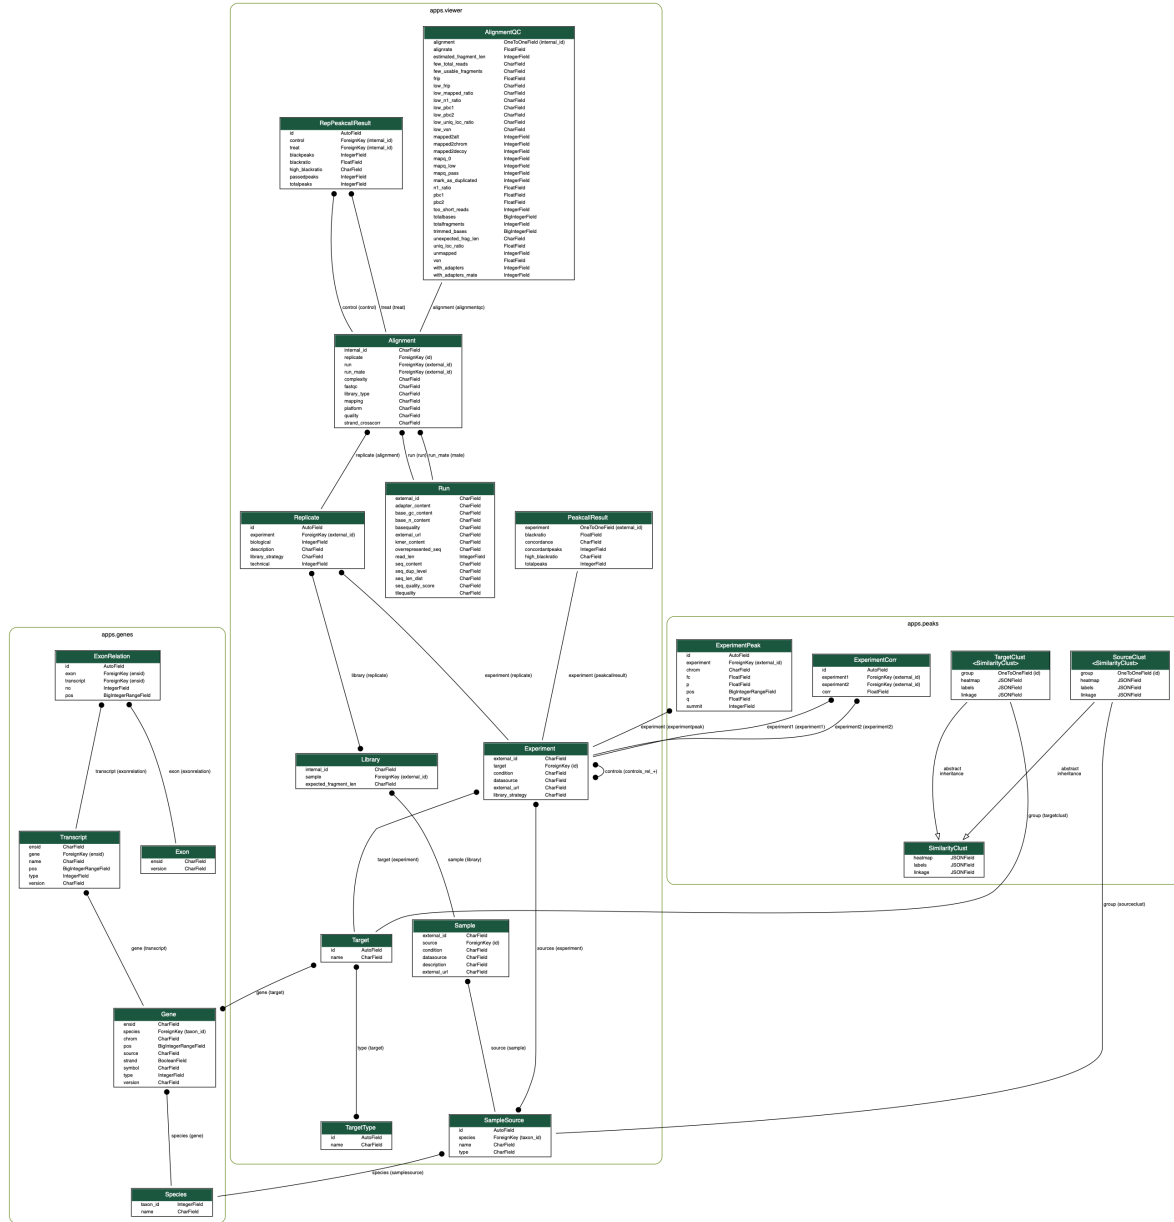 apps.viewer
AlignmentQC
alignment OneToOneField (internal_id)
alignrate FloatField
estimated_fragment_len IntegerField
few_total_reads CharField
few_usable_fragments CharField
frip FloatField
low_frip CharField
low_mapped_ratio CharField
low_n1_ratio CharField
low_pbc1 CharField
low_pbc2 CharField
low_uniq_loc_ratio CharField
low_vsn CharField
mapped2alt IntegerField
mapped2chrom IntegerField
mapped2decoy IntegerField
mapq_0 IntegerField
mapq_low IntegerField
mapq_pass IntegerField
mark_as_duplicated IntegerField
n1_ratio FloatField
pbc1 FloatField
pbc2 FloatField
too_short_reads IntegerField
totalbases BigIntegerField
totalfragments IntegerField
trimmed_bases BigIntegerField
unexpected_frag_len CharField
uniq_loc_ratio FloatField
unmapped IntegerField
vsn FloatField
with_adapters IntegerField
with_adapters_mate IntegerField
RepPeakcallResult
id AutoField
control ForeignKey (internal_id)
treat ForeignKey (internal_id)
blackpeaks IntegerField
blackratio FloatField
high_blackratio CharField
passedpeaks IntegerField
totalpeaks IntegerField
control (control)
treat (treat)
alignment (alignmentqc)
Alignment
internal_id CharField
replicate ForeignKey (id)
run ForeignKey (external_id)
run_mate ForeignKey (external_id)
complexity CharField
fastqc CharField
library_type CharField
mapping CharField
platform CharField
quality CharField
strand_crosscorr CharField
replicate (alignment)
run (run)
run_mate (mate)
Run
external_id CharField
adapter_content CharField
base_gc_content CharField
base_n_content CharField
basequality CharField
external_url CharField
kmer_content CharField
overrepresented_seq CharField
read_len IntegerField
seq_content CharField
seq_dup_level CharField
seq_len_dist CharField
seq_quality_score CharField
tilequality CharField
Replicate
id AutoField
experiment ForeignKey (external_id)
biological IntegerField
description CharField
library_strategy CharField
technical IntegerField
PeakcallResult
experiment OneToOneField (external_id)
blackratio FloatField
concordance CharField
concordantpeaks IntegerField
high_blackratio CharField
totalpeaks IntegerField
library (replicate)
experiment (replicate)
experiment (peakcallresult)
apps.genes
ExonRelation
id AutoField
exon ForeignKey (ensid)
transcript ForeignKey (ensid)
no IntegerField
pos BigIntegerRangeField
transcript (exonrelation)
exon (exonrelation)
apps.peaks
ExperimentPeak
id AutoField
experiment ForeignKey (external_id)
chrom CharField
fc FloatField
p FloatField
pos BigIntegerRangeField
q FloatField
summit IntegerField
ExperimentCorr
id AutoField
experiment1 ForeignKey (external_id)
experiment2 ForeignKey (external_id)
corr FloatField
TargetClust
<SimilarityClust>
group OneToOneField (id)
heatmap JSONField
labels JSONField
linkage JSONField
SourceClust
<SimilarityClust>
group OneToOneField (id)
heatmap JSONField
labels JSONField
linkage JSONField
experiment (experimentpeak)
experiment1 (experiment1)
experiment2 (experiment2)
Experiment
external_id CharField
target ForeignKey (id)
condition CharField
datasource CharField
external_url CharField
library_strategy CharField
controls (controls_rel_+)
Library
internal_id CharField
sample ForeignKey (external_id)
expected_fragment_len CharField
abstract
inheritance
abstract
inheritance
group (targetclust)
Transcript
ensid CharField
gene ForeignKey (ensid)
name CharField
pos BigIntegerRangeField
type IntegerField
version CharField
Exon
ensid CharField
version CharField
target (experiment)
sample (library)
SimilarityClust
heatmap JSONField
labels JSONField
linkage JSONField
group (sourceclust)
gene (transcript)
Target
id AutoField
name CharField
Sample
external_id CharField
source ForeignKey (id)
condition CharField
datasource CharField
description CharField
external_url CharField
sources (experiment)
gene (target)
Gene
ensid CharField
species ForeignKey (taxon_id)
chrom CharField
pos BigIntegerRangeField
source CharField
strand BooleanField
symbol CharField
type IntegerField
version CharField
type (target)
source (sample)
TargetType
id AutoField
name CharField
SampleSource
id AutoField
species ForeignKey (taxon_id)
name CharField
type CharField
species (gene)
species (samplesource)
Species
taxon_id IntegerField
name CharField